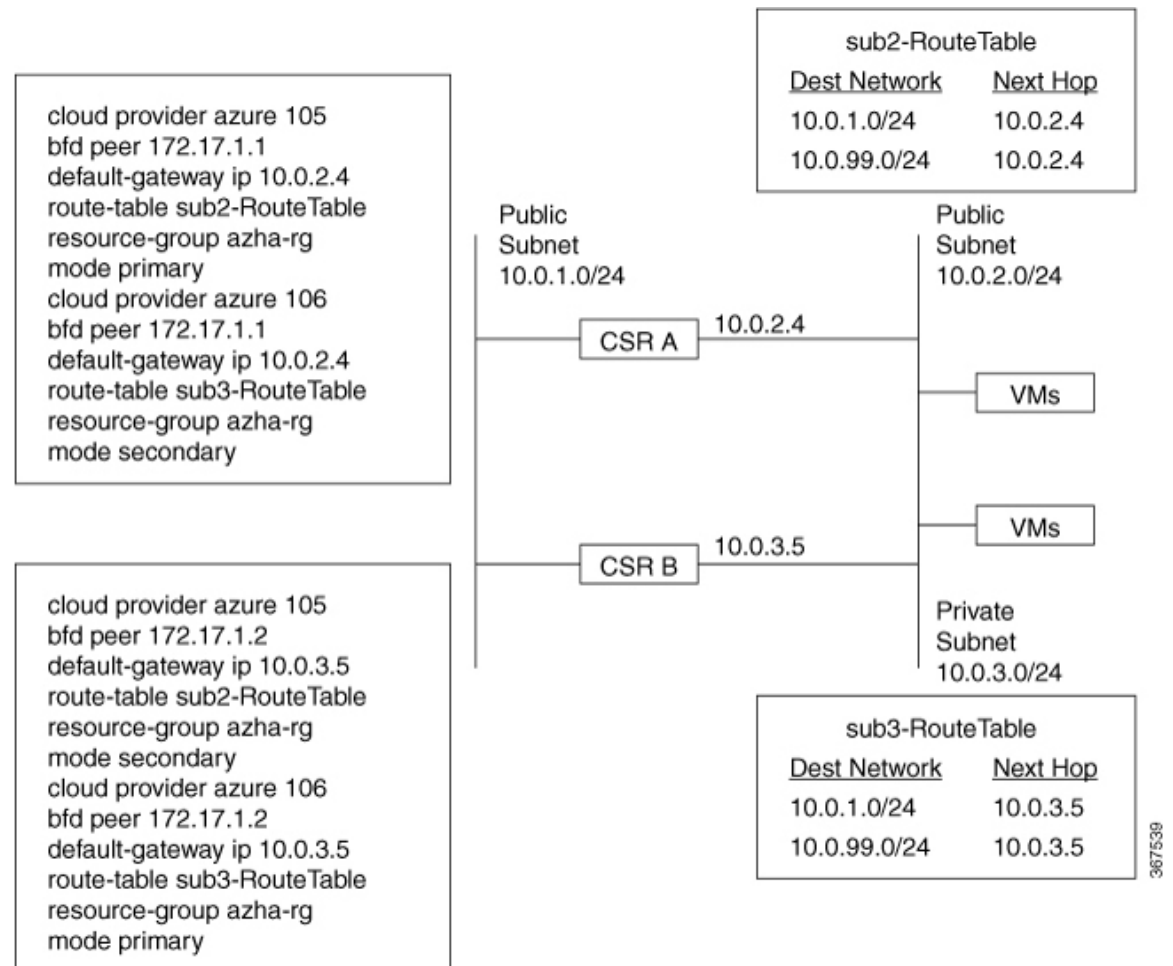 cloud provider azure 105
bfd peer 172.17.1.1
default-gateway ip 10.0.2.4
route-table sub2-RouteTable
resource-group azha-rg
mode primary
cloud provider azure 106
bfd peer 172.17.1.1
default-gateway ip 10.0.2.4
route-table sub3-RouteTable
resource-group azha-rg
mode secondary
cloud provider azure 105
bfd peer 172.17.1.2
default-gateway ip 10.0.3.5
route-table sub2-RouteTable
resource-group azha-rg
mode secondary
cloud provider azure 106
bfd peer 172.17.1.2
default-gateway ip 10.0.3.5
route-table sub3-RouteTable
resource-group azha-rg
mode primary
Public
Subnet
10.0.1.0/24
CSR A
10.0.2.4
CSR B
10.0.3.5
sub2-RouteTable
Dest Network Next Hop
10.0.1.0/24 10.0.2.4
10.0.99.0/24 10.0.2.4
Public
Subnet
10.0.2.0/24
VMs
VMs
Private
Subnet
10.0.3.0/24
sub3-RouteTable
Dest Network Next Hop
10.0.1.0/24 10.0.3.5
10.0.99.0/24 10.0.3.5
367539